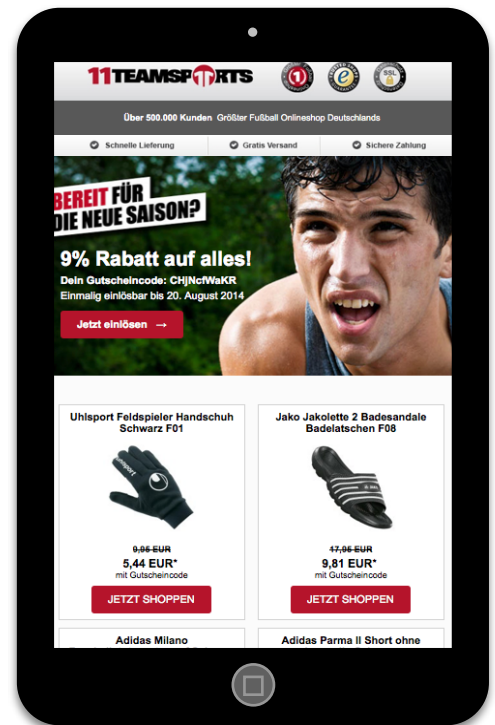 11TEAMSPORTS
1
e
SSL
Über 500.000 Kunden Größter Fußball Onlineshop Deutschlands
Schnelle Lieferung
Gratis Versand
Sichere Zahlung
BEREIT FÜR
DIE NEUE SAISON?
9% Rabatt auf alles!
Dein Gutscheincode: CHjNcfWaKR
Einmalig einlösbar bis 20. August 2014
Jetzt einlösen →
Uhlsport Feldspieler Handschuh
Schwarz F01
uhlsport
9,95 EUR
5,44 EUR*
mit Gutscheincode
JETZT SHOPPEN
Jako Jakolette 2 Badesandale
Badelatschen F08
17,95 EUR
9,81 EUR*
mit Gutscheincode
JETZT SHOPPEN
Adidas Milano
Adidas Parma II Short ohne